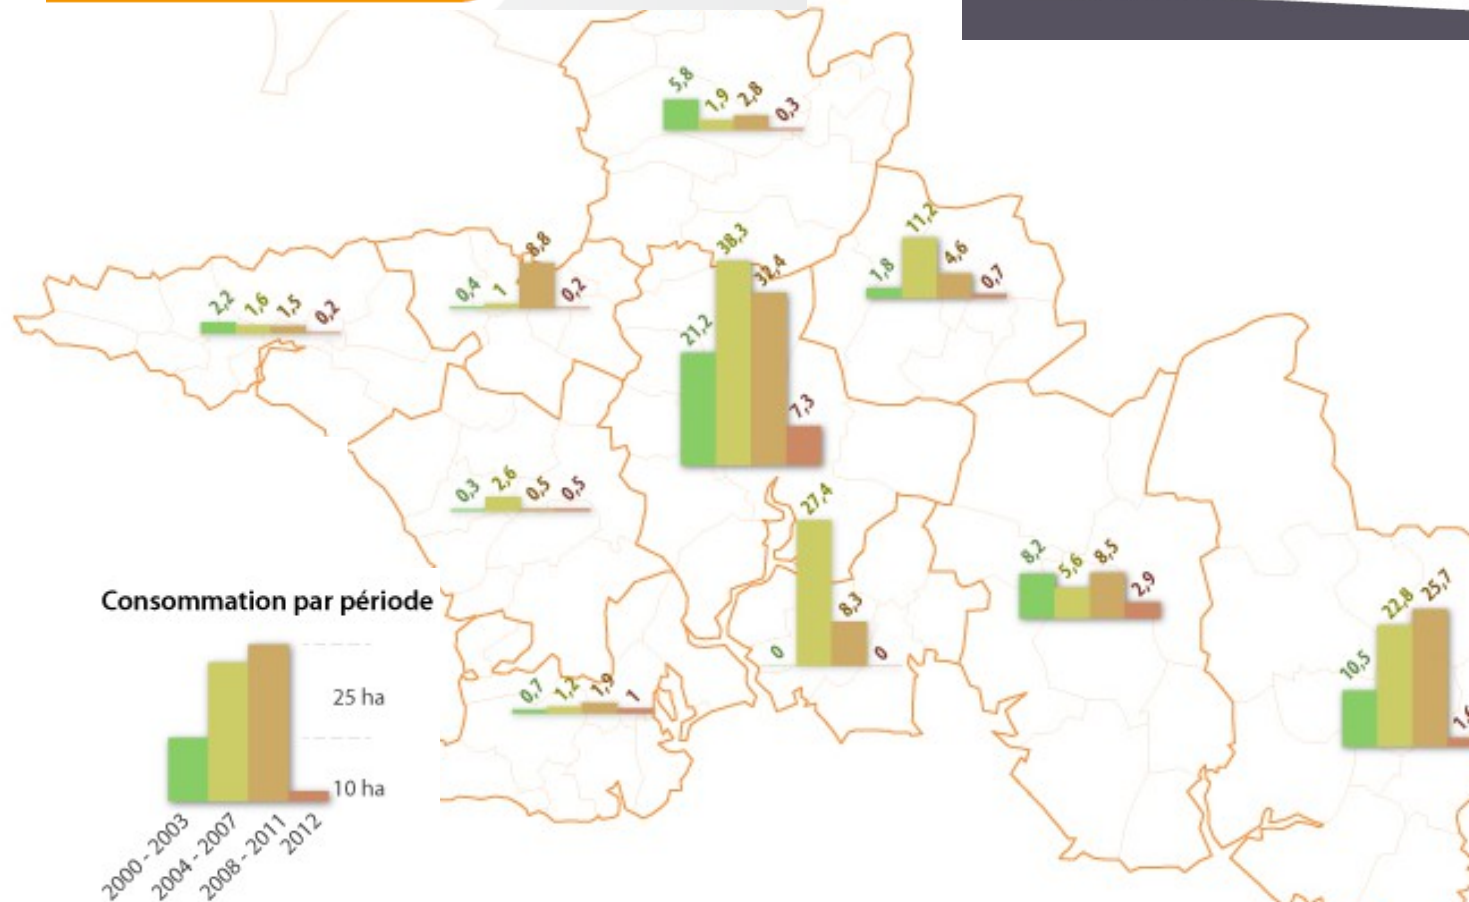 5,8 1,9 2,8 0,3
1,8 11,2 4,6 0,7
38,3 32,4
21,2 7,3
0,4 1 8,8 0,2
2,2 1,6 1,5 0,2
0,3 2,6 0,5 0,5
27,4
0 8,3 0
8,2 5,6 8,5 2,9
10,5 22,8 25,7
0,7 1,2 1,9 1
Consommation par période
25 ha
10 ha
2000 - 2003
2004 - 2007
2008 - 2011
2012